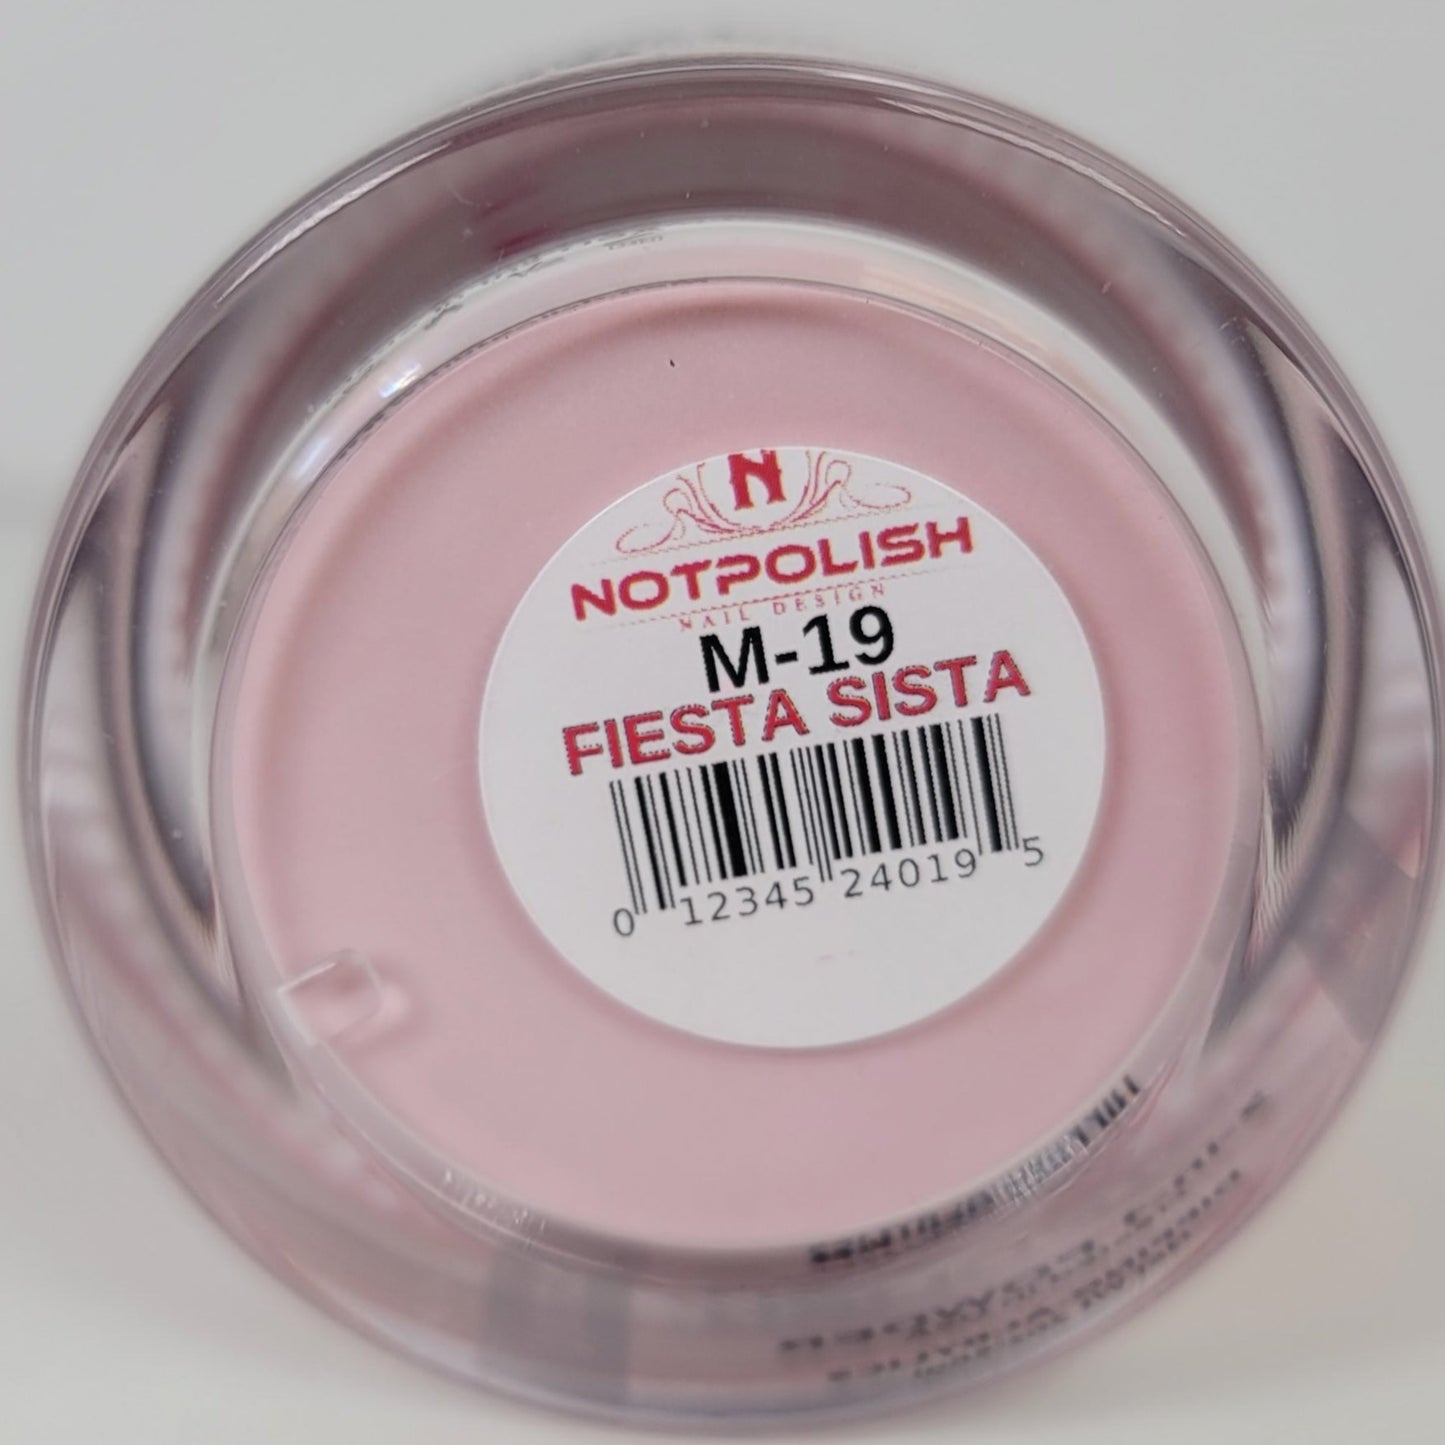 N
NOTPOLISH
NAIL DESIGN
M-19
FIESTA SISTA
0 12345 24019 5